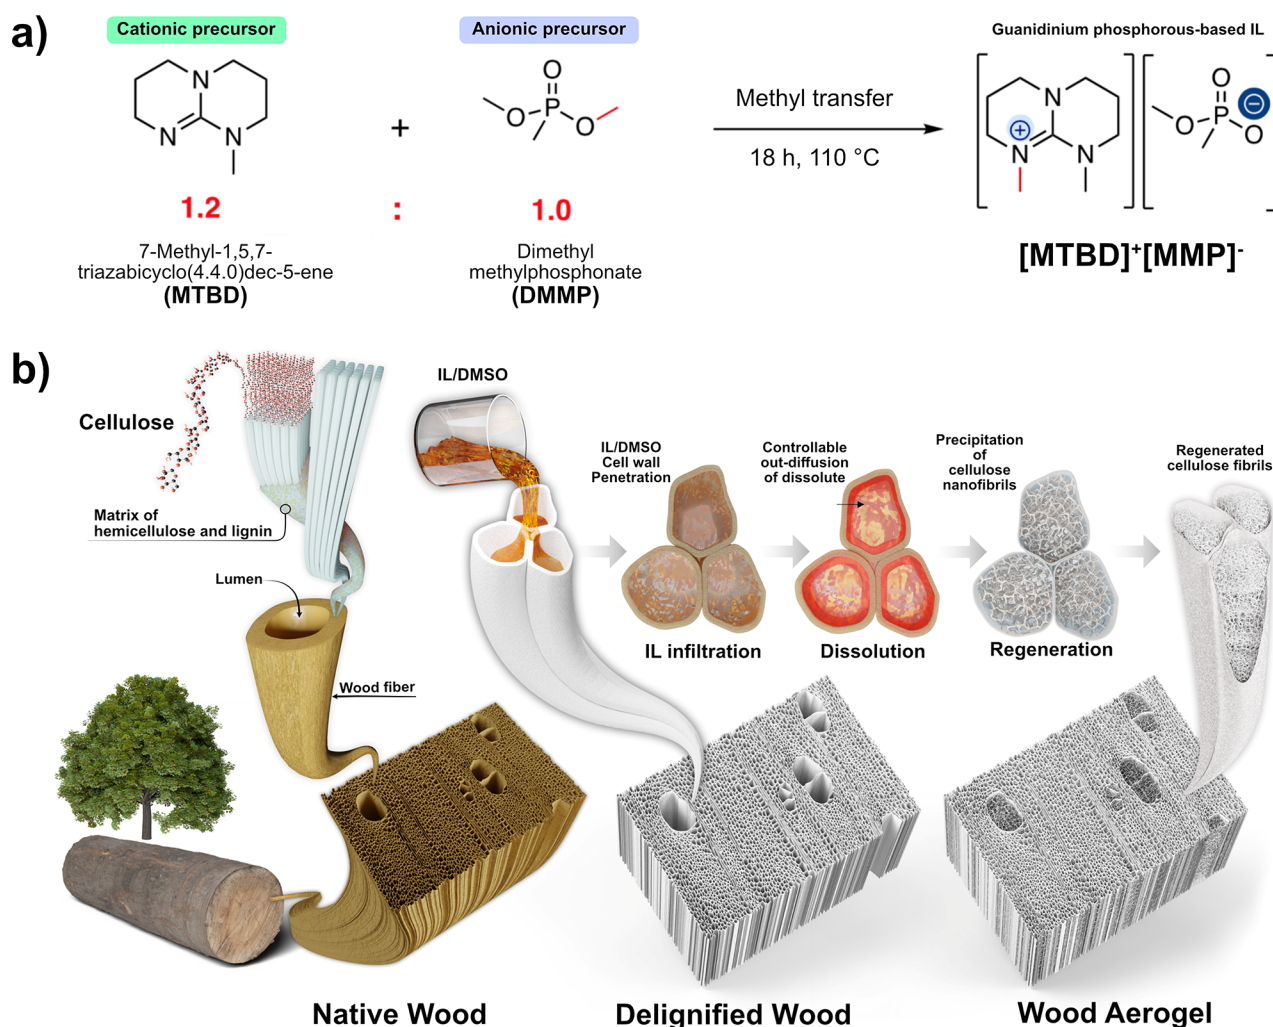 a)
Cationic precursor
Anionic precursor
Guanidinium phosphorous-based IL
N
N
N
+
O
O
P
O
Methyl transfer
18 h, 110 °C
N
N
N
O
O
P
O
1.2 : 1.0
7-Methyl-1,5,7-
triazabicyclo(4.4.0)dec-5-ene
(MTBD)
Dimethyl
methylphosphonate
(DMMP)
[MTBD]⁺[MMP]⁻
b)
Cellulose
Matrix of
hemicellulose and lignin
Lumen
Wood fiber
IL/DMSO
IL/DMSO
Cell wall
Penetration
Controllable
out-diffusion
of dissolute
Precipitation
of
cellulose
nanofibrils
Regenerated
cellulose fibrils
IL infiltration
Dissolution
Regeneration
Native Wood
Delignified Wood
Wood Aerogel